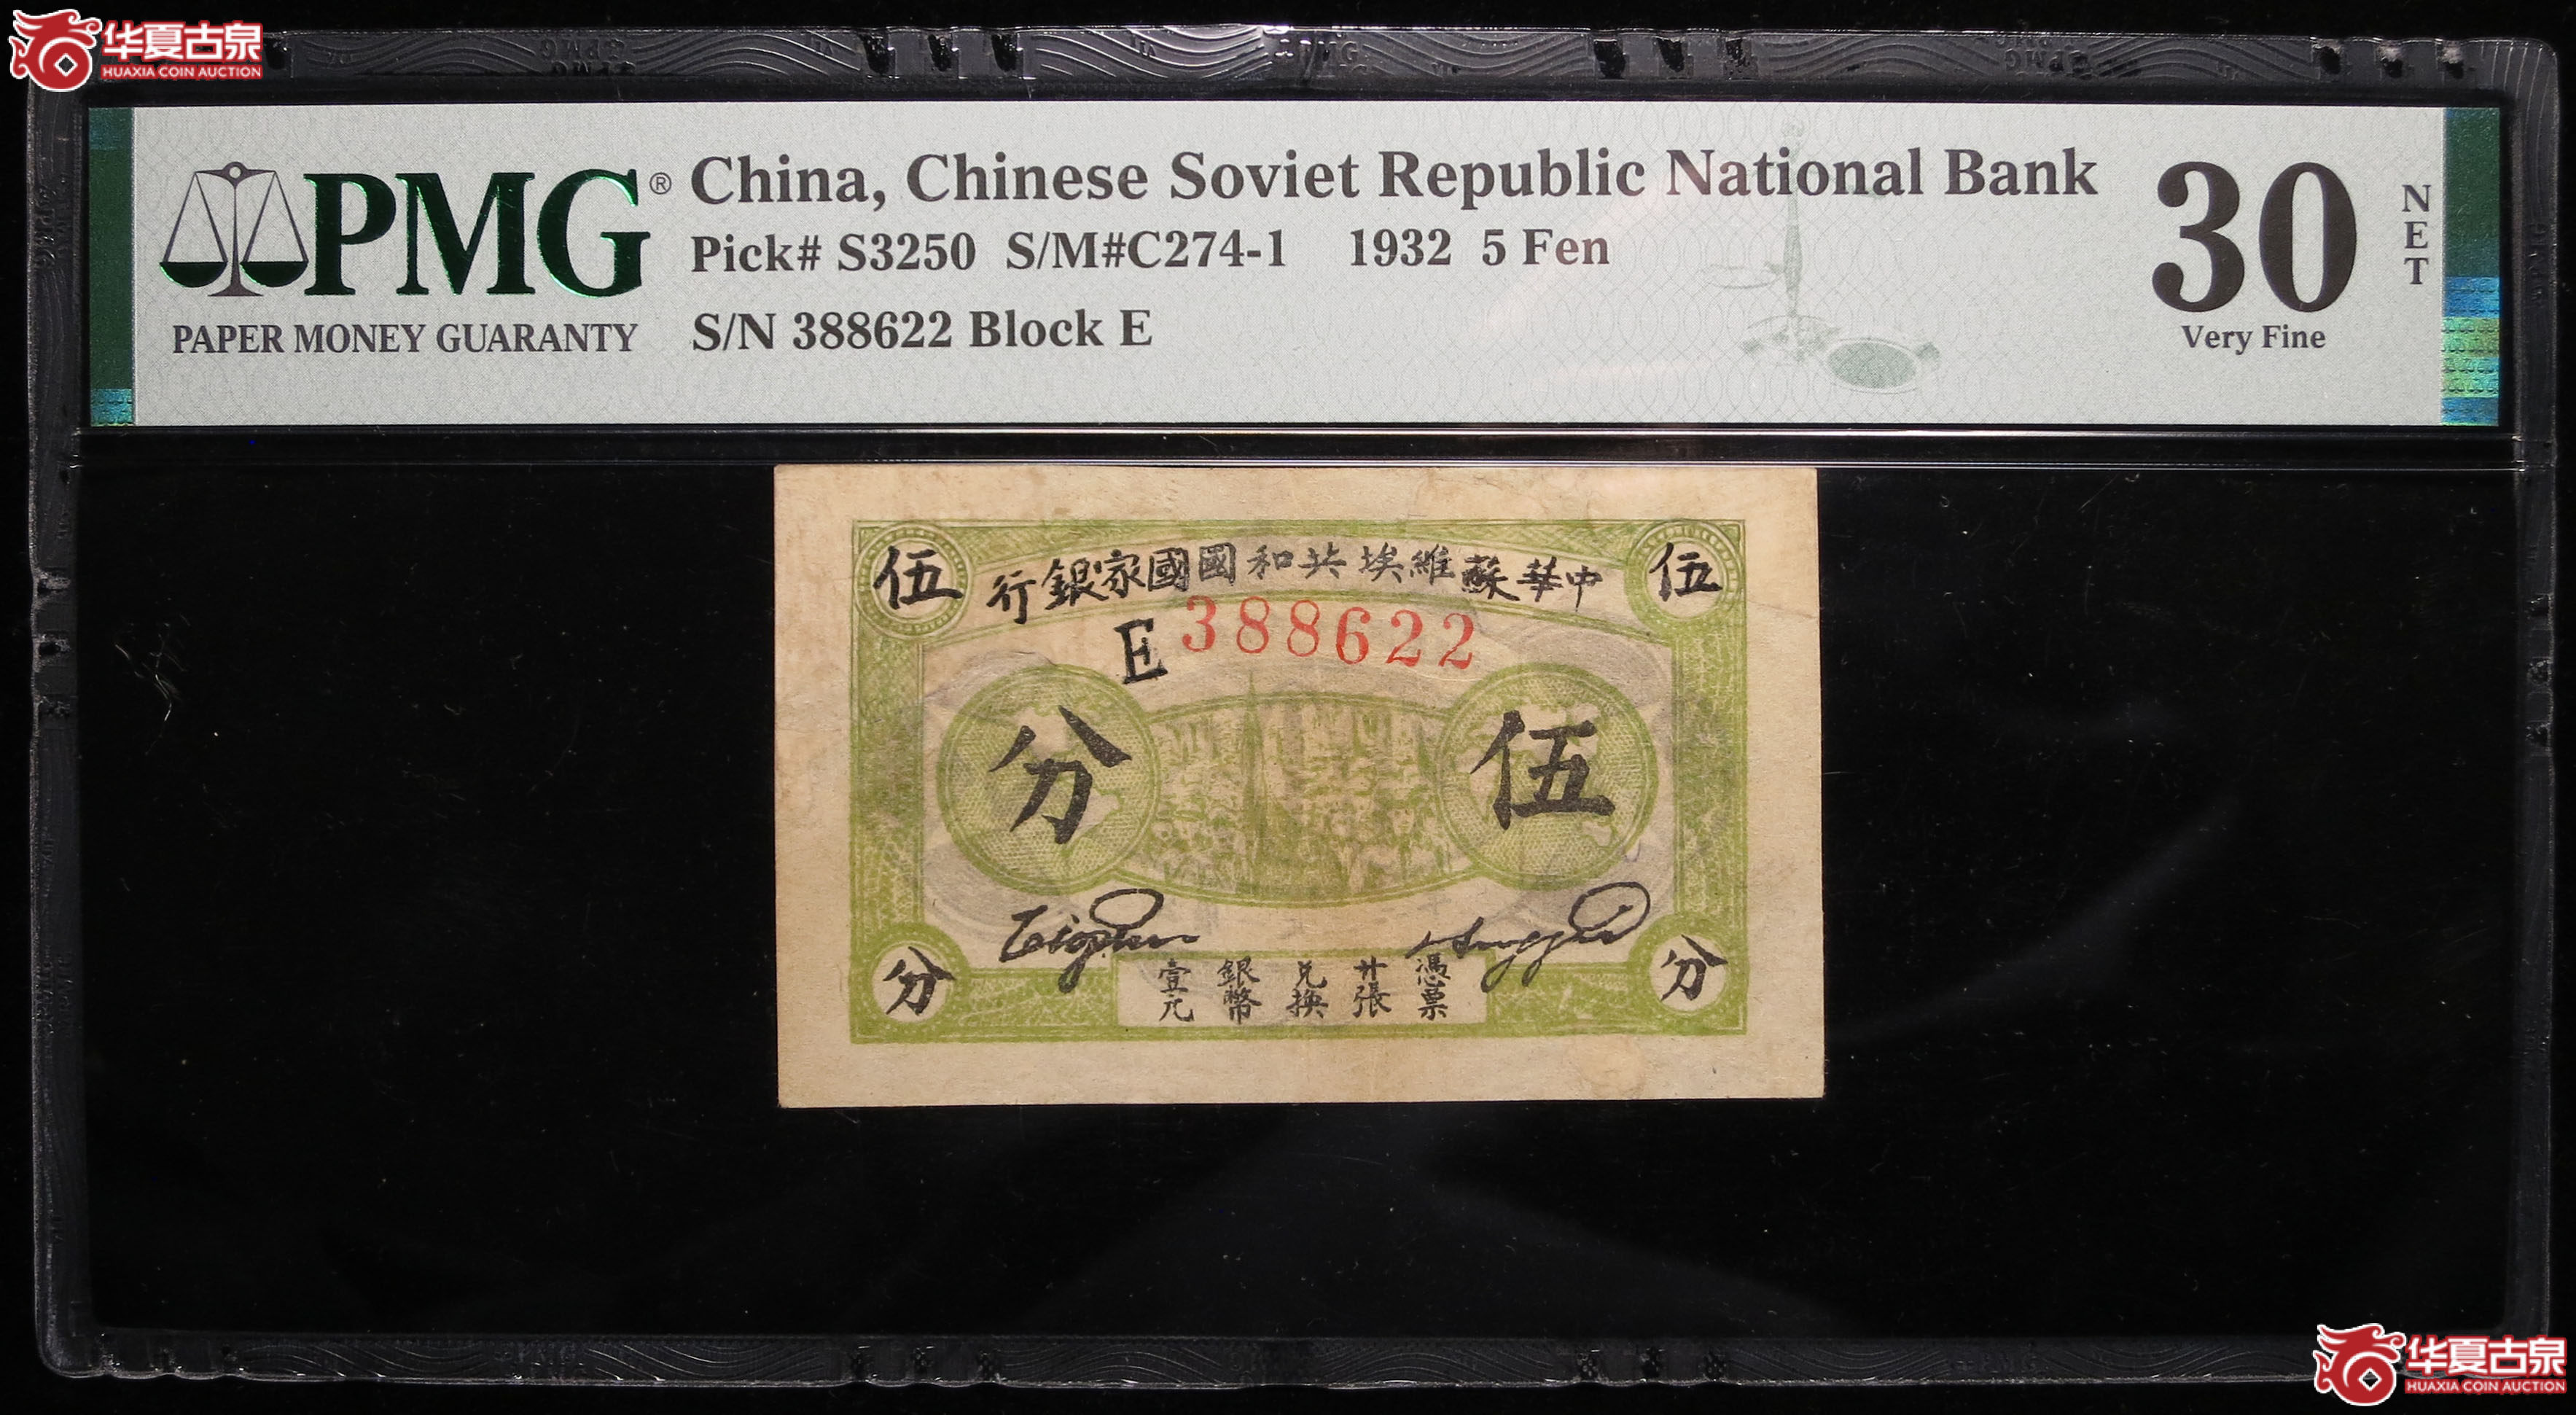 华夏古泉
HUAXIA COIN AUCTION
PMG®
PAPER MONEY GUARANTY
China, Chinese Soviet Republic National Bank
Pick# S3250 S/M#C274-1 1932 5 Fen
S/N 388622 Block E
30
NET
Very Fine
伍
中華蘇維埃共和國國家銀行
伍
E 388622
伍分
分
憑票
廿張
兑換
銀幣
壹元
分
华夏古泉
HUAXIA COIN AUCTION